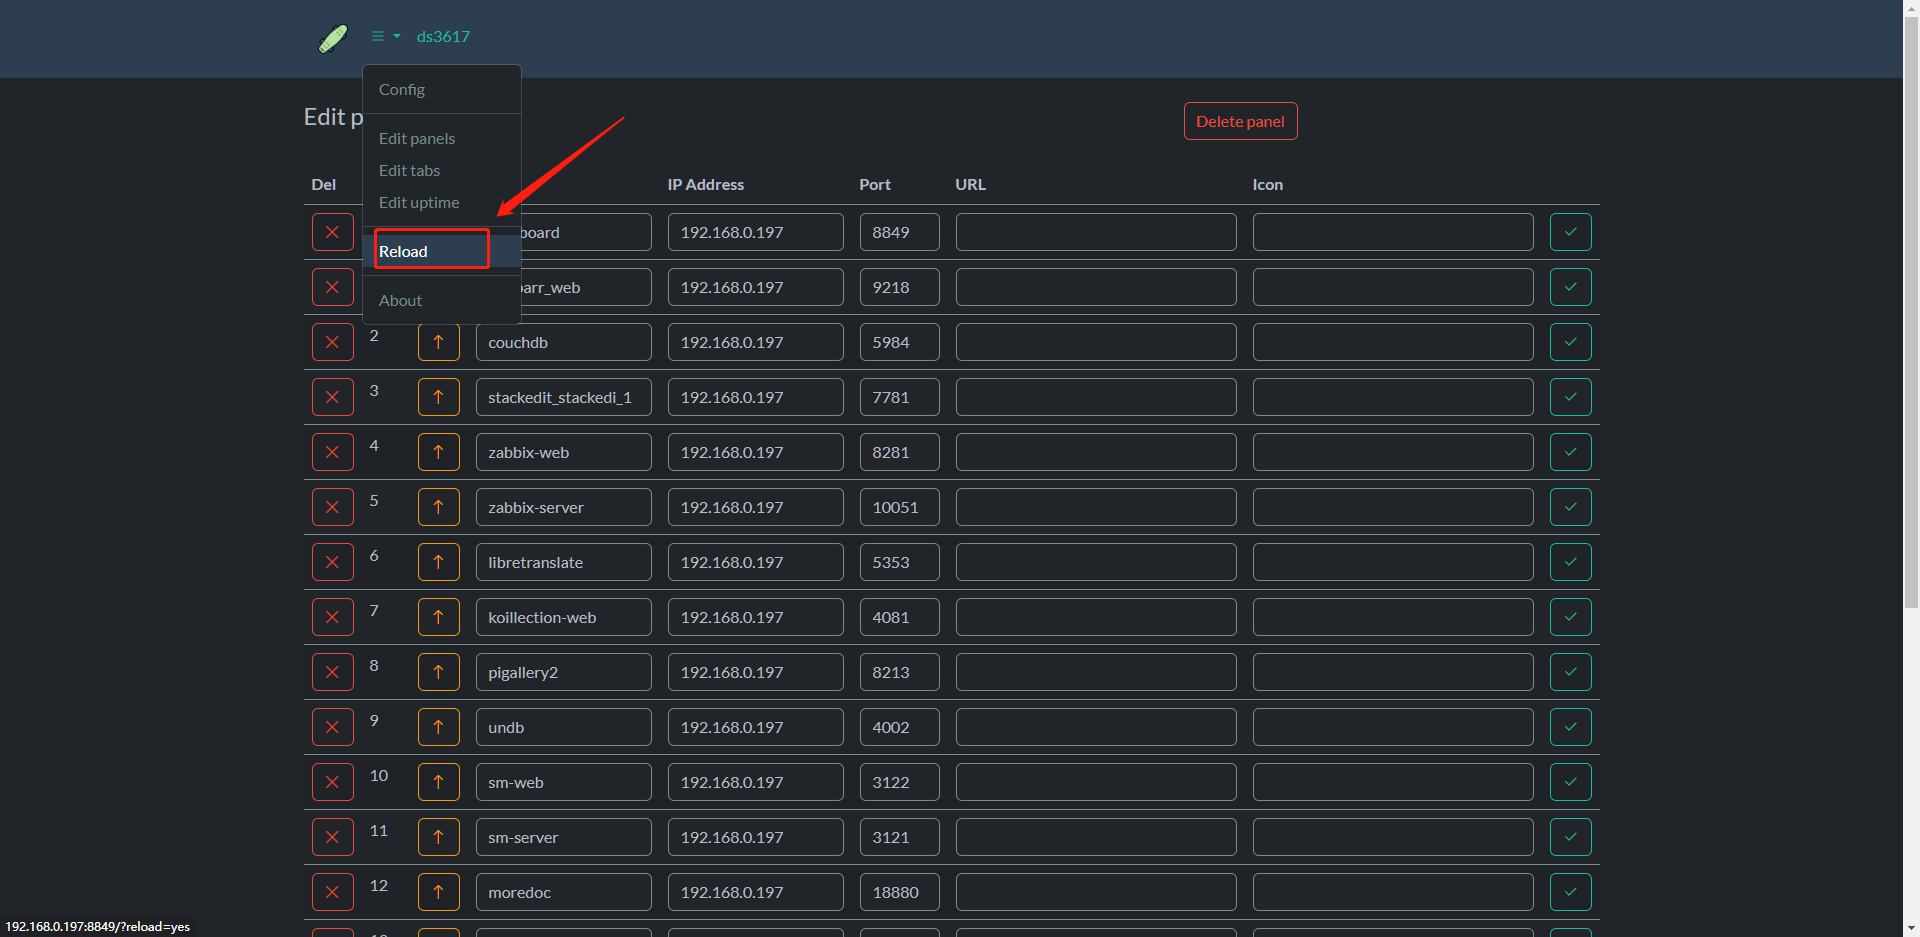 ds3617
Config
Edit p
Delete panel
Edit panels
Edit tabs
Edit uptime
Reload
About
Del IP Address Port URL Icon
board 192.168.0.197 8849
arr_web 192.168.0.197 9218
2 couchdb 192.168.0.197 5984
3 stackedit_stackedi_1 192.168.0.197 7781
4 zabbix-web 192.168.0.197 8281
5 zabbix-server 192.168.0.197 10051
6 libretranslate 192.168.0.197 5353
7 koillection-web 192.168.0.197 4081
8 pigallery2 192.168.0.197 8213
9 undb 192.168.0.197 4002
10 sm-web 192.168.0.197 3122
11 sm-server 192.168.0.197 3121
12 moredoc 192.168.0.197 18880
192.168.0.197:8849/?reload=yes